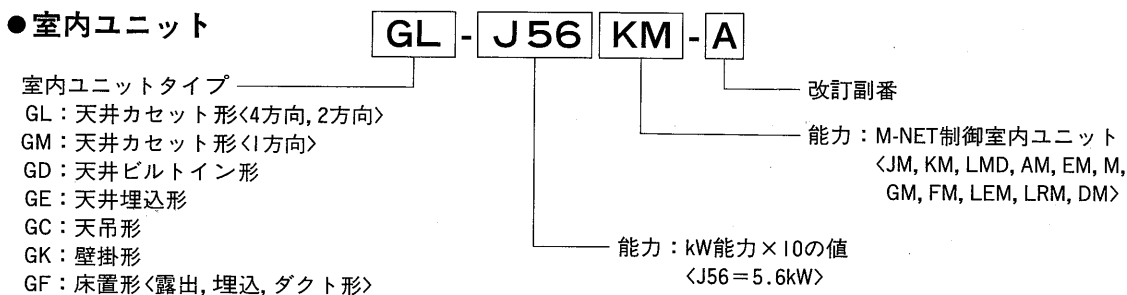 ●室内ユニット
GL - J56 KM - A
室内ユニットタイプ
GL：天井カセット形〈4方向, 2方向〉
GM：天井カセット形〈1方向〉
GD：天井ビルトイン形
GE：天井埋込形
GC：天吊形
GK：壁掛形
GF：床置形〈露出, 埋込, ダクト形〉
改訂副番
能力：M-NET制御室内ユニット
〈JM, KM, LMD, AM, EM, M,
GM, FM, LEM, LRM, DM〉
能力：kW能力×10の値
〈J56＝5.6kW〉